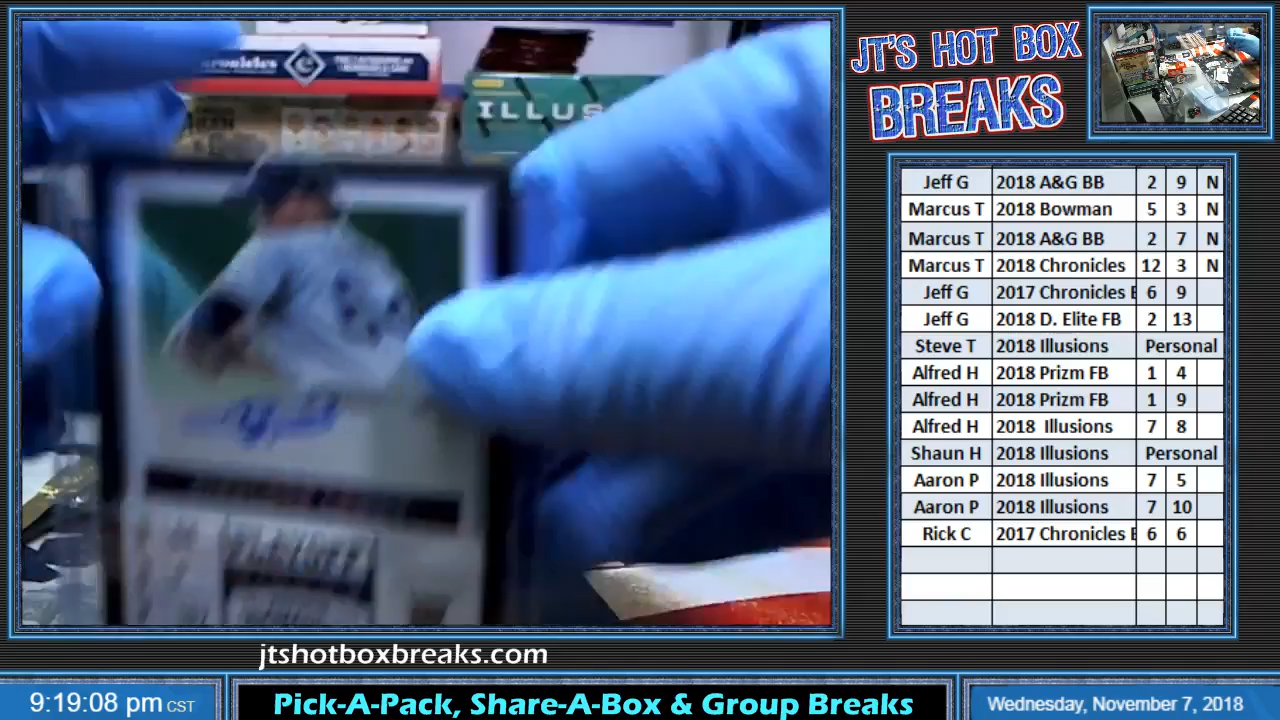 JT'S HOT BOX
BREAKS
ILLUS
Jeff G 2018 A&G BB 2 9 N
Marcus T 2018 Bowman 5 3 N
Marcus T 2018 A&G BB 2 7 N
Marcus T 2018 Chronicles 12 3 N
Jeff G 2017 Chronicles 6 9
Jeff G 2018 D. Elite FB 2 13
Steve T 2018 Illusions Personal
Alfred H 2018 Prizm FB 1 4
Alfred H 2018 Prizm FB 1 9
Alfred H 2018 Illusions 7 8
Shaun H 2018 Illusions Personal
Aaron P 2018 Illusions 7 5
Aaron P 2018 Illusions 7 10
Rick C 2017 Chronicles 6 6
jtshotboxbreaks.com
9:19:08 pm CST
Pick-A-Pack, Share-A-Box & Group Breaks
Wednesday, November 7, 2018